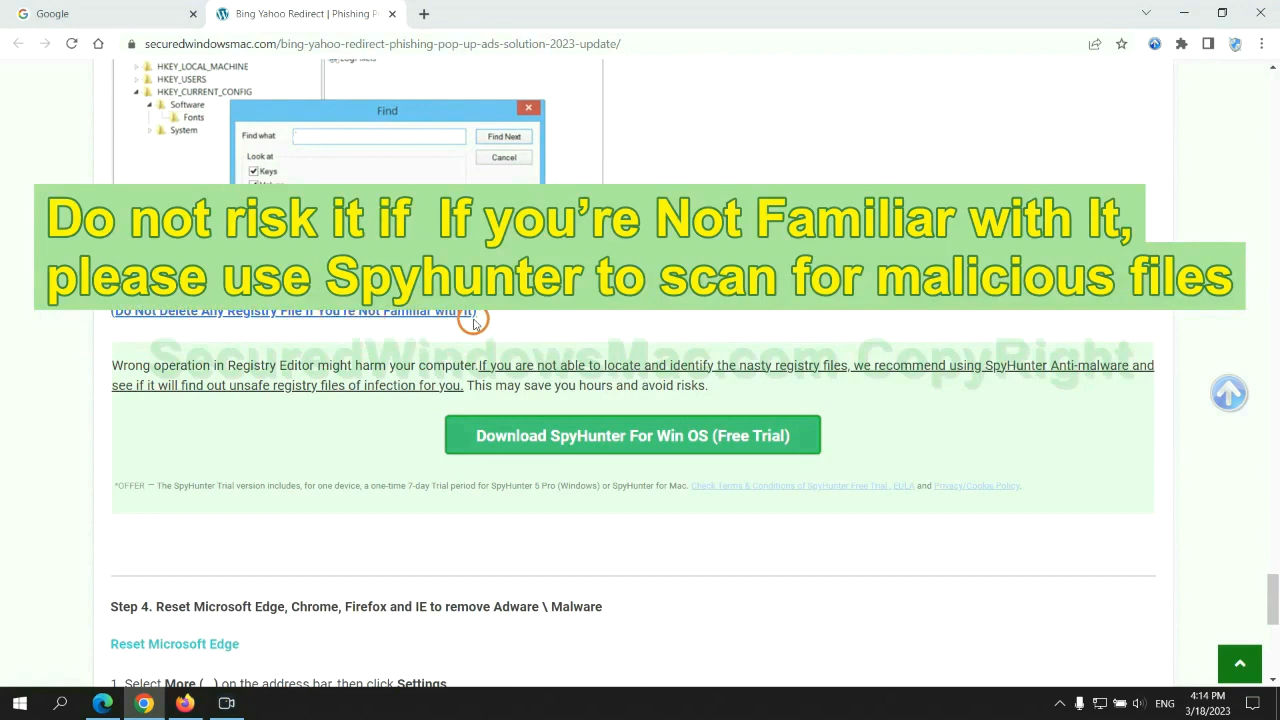 Google
Bing Yahoo Redirect | Phishing P
securedwindowsmac.com/bing-yahoo-redirect-phishing-pop-up-ads-solution-2023-update/
HKEY_LOCAL_MACHINE
HKEY_USERS
HKEY_CURRENT_CONFIG
Software
Fonts
System
LogPixels
Find
Find what:
Find Next
Look at
Cancel
Keys
Do not risk it if If you’re Not Familiar with It,
please use Spyhunter to scan for malicious files
(Do Not Delete Any Registry File If You're Not Familiar with It)
SecuredWindowsMac.com CopyRight
Wrong operation in Registry Editor might harm your computer.If you are not able to locate and identify the nasty registry files, we recommend using SpyHunter Anti-malware and
see if it will find out unsafe registry files of infection for you. This may save you hours and avoid risks.
Download SpyHunter For Win OS (Free Trial)
*OFFER — The SpyHunter Trial version includes, for one device, a one-time 7-day Trial period for SpyHunter 5 Pro (Windows) or SpyHunter for Mac. Check Terms & Conditions of SpyHunter Free Trial , EULA and Privacy/Cookie Policy.
Step 4. Reset Microsoft Edge, Chrome, Firefox and IE to remove Adware \ Malware
Reset Microsoft Edge
1. Select More (...) on the address bar, then click Settings
ENG
4:14 PM
3/18/2023